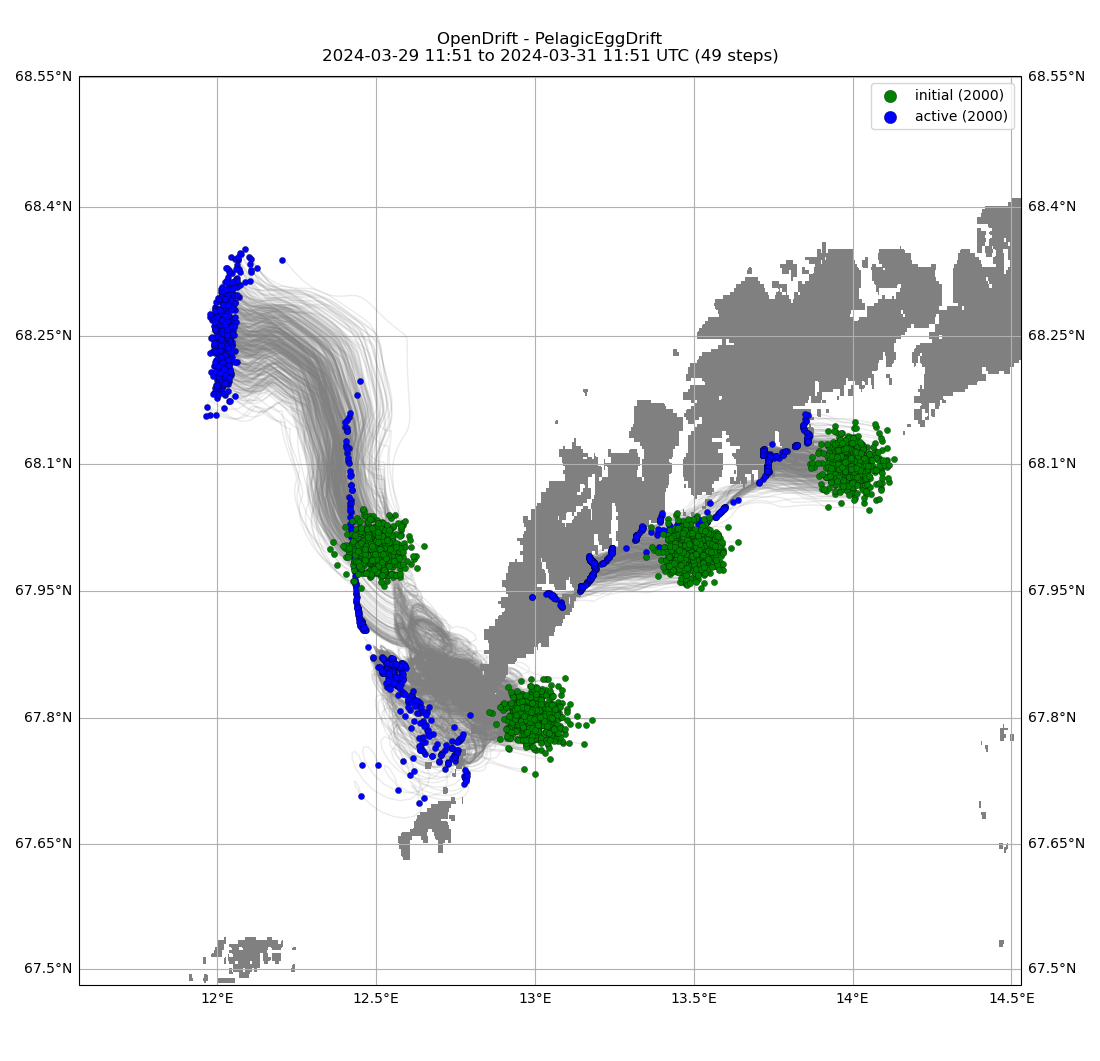 OpenDrift - PelagicEggDrift
2024-03-29 11:51 to 2024-03-31 11:51 UTC (49 steps)
68.55°N
68.55°N
initial (2000)
active (2000)
68.4°N
68.4°N
68.25°N
68.25°N
68.1°N
68.1°N
67.95°N
67.95°N
67.8°N
67.8°N
67.65°N
67.65°N
67.5°N
67.5°N
12°E
12.5°E
13°E
13.5°E
14°E
14.5°E